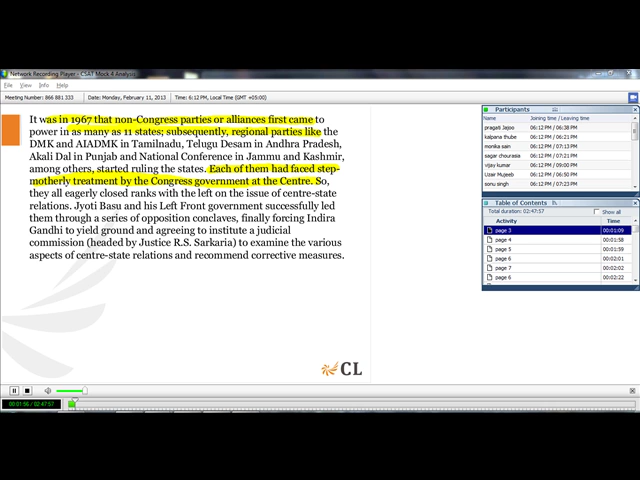 Network Recording Player - CSAT Mock 4 Analysis
File View Info Help
Meeting Number: 866 881 333 Date: Monday, February 11, 2013 Time: 6:12 PM, Local Time (GMT +05:00)
It was in 1967 that non-Congress parties or alliances first came to
power in as many as 11 states; subsequently, regional parties like the
DMK and AIADMK in Tamilnadu, Telugu Desam in Andhra Pradesh,
Akali Dal in Punjab and National Conference in Jammu and Kashmir,
among others, started ruling the states. Each of them had faced step-
motherly treatment by the Congress government at the Centre. So,
they all eagerly closed ranks with the left on the issue of centre-state
relations. Jyoti Basu and his Left Front government successfully led
them through a series of opposition conclaves, finally forcing Indira
Gandhi to yield ground and agreeing to institute a judicial
commission (headed by Justice R.S. Sarkaria) to examine the various
aspects of centre-state relations and recommend corrective measures.
CL
Participants
Name Joining time / Leaving time
pragati Jajoo 06:12 PM / 06:38 PM
kalpana thube 06:12 PM / 06:21 PM
monika sain 06:12 PM / 07:13 PM
sagar chourasia 06:12 PM / 07:21 PM
vijay kumar 06:12 PM / 09:00 PM
Uzair Mujeeb 06:12 PM / 06:50 PM
sonu singh 06:12 PM / 07:23 PM
Table of Contents
Total duration: 02:47:57 Show all
Activity Time
page 3 00:01:09
page 4 00:01:58
page 5 00:01:59
page 6 00:02:01
page 7 00:02:02
page 6 00:02:22
00:01:56 / 02:47:57